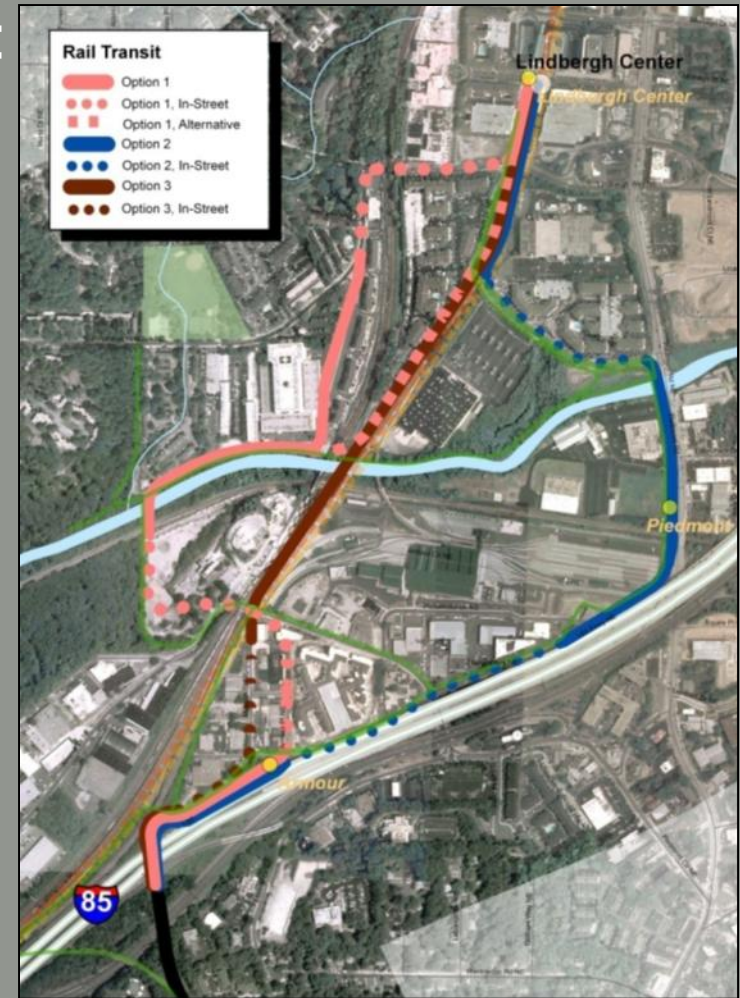 Rail Transit
Option 1
Option 1, In-Street
Option 1, Alternative
Option 2
Option 2, In-Street
Option 3
Option 3, In-Street
Lindbergh Center
Lindbergh Center
Piedmont
Armour
85